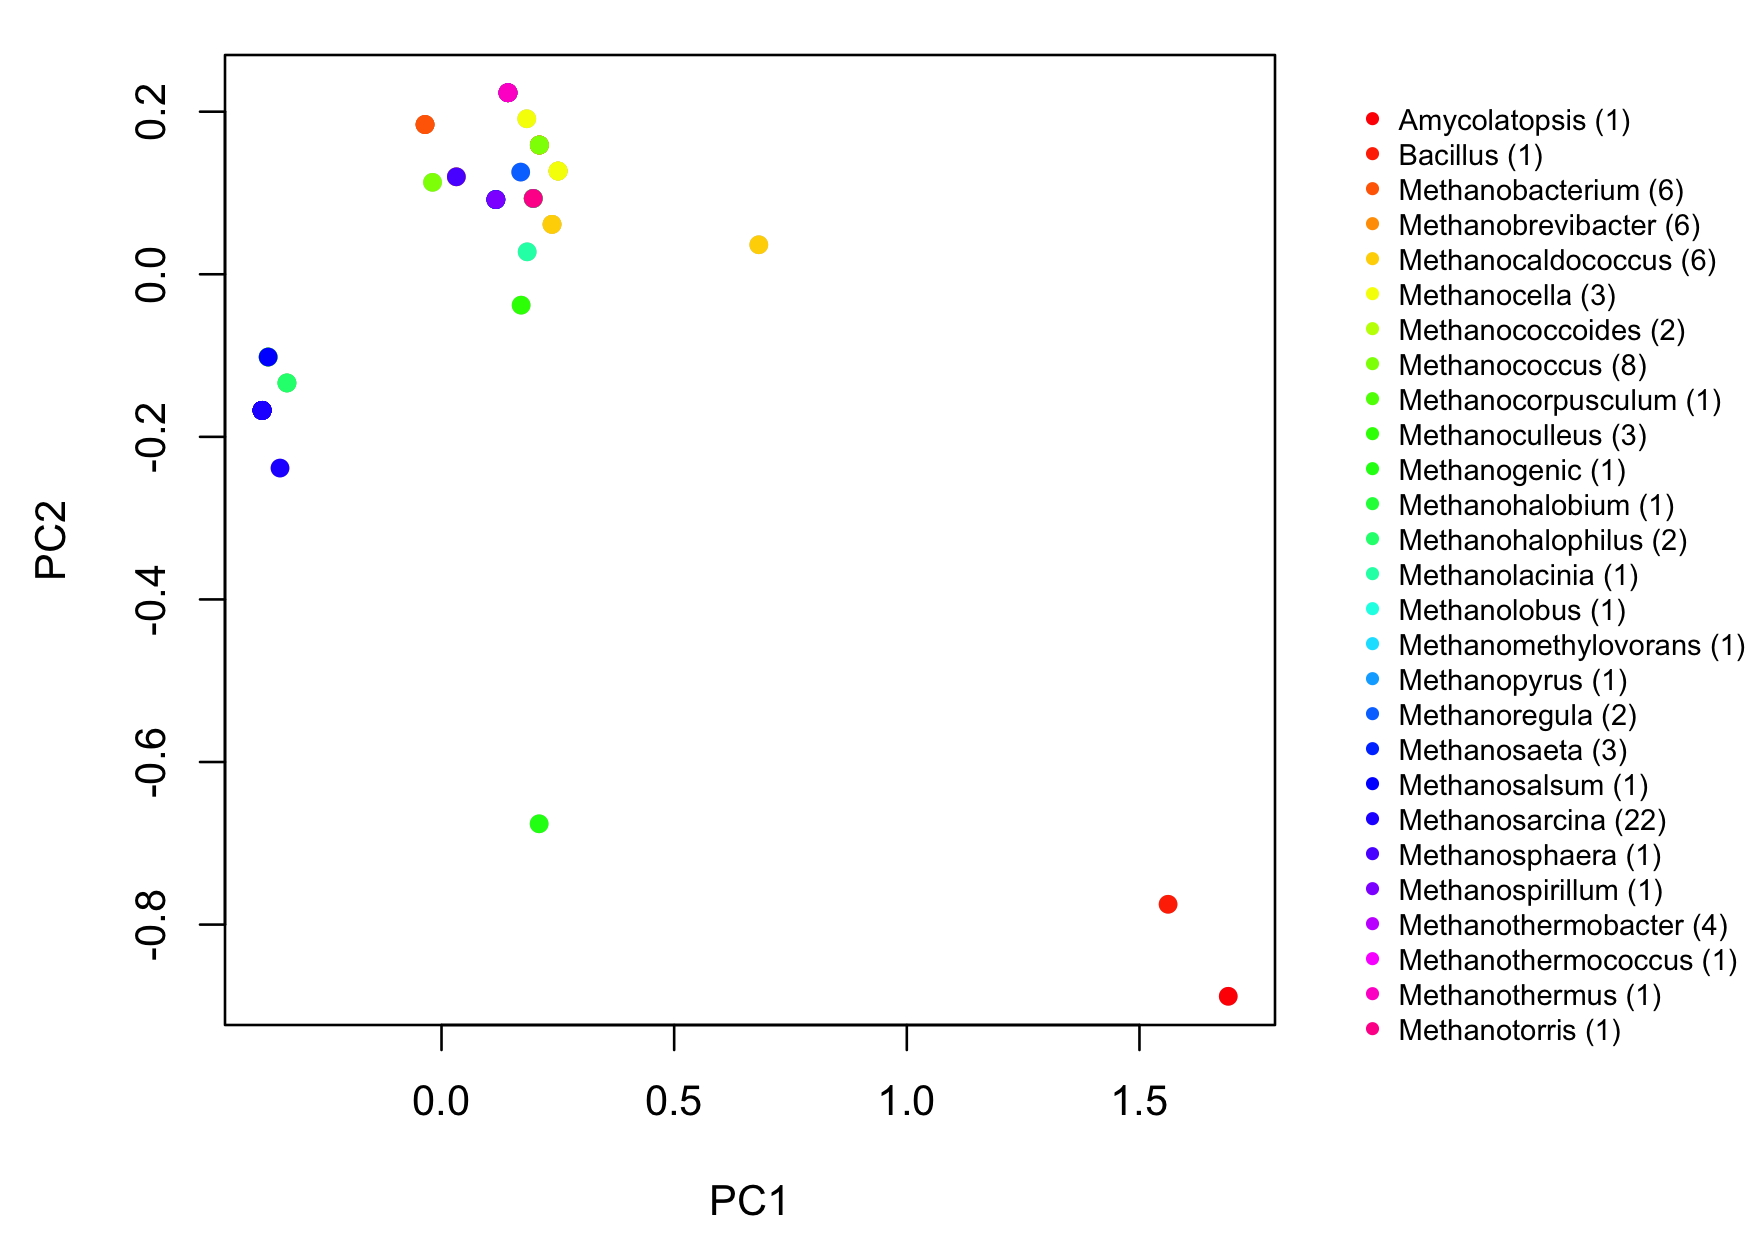 0.2
0.0
-0.2
-0.4
-0.6
-0.8
PC2
0.0 0.5 1.0 1.5
PC1
Amycolatopsis (1)
Bacillus (1)
Methanobacterium (6)
Methanobrevibacter (6)
Methanocaldococcus (6)
Methanocella (3)
Methanococcoides (2)
Methanococcus (8)
Methanocorpusculum (1)
Methanoculleus (3)
Methanogenic (1)
Methanohalobium (1)
Methanohalophilus (2)
Methanolacinia (1)
Methanolobus (1)
Methanomethylovorans (1)
Methanopyrus (1)
Methanoregula (2)
Methanosaeta (3)
Methanosalsum (1)
Methanosarcina (22)
Methanosphaera (1)
Methanospirillum (1)
Methanothermobacter (4)
Methanothermococcus (1)
Methanothermus (1)
Methanotorris (1)